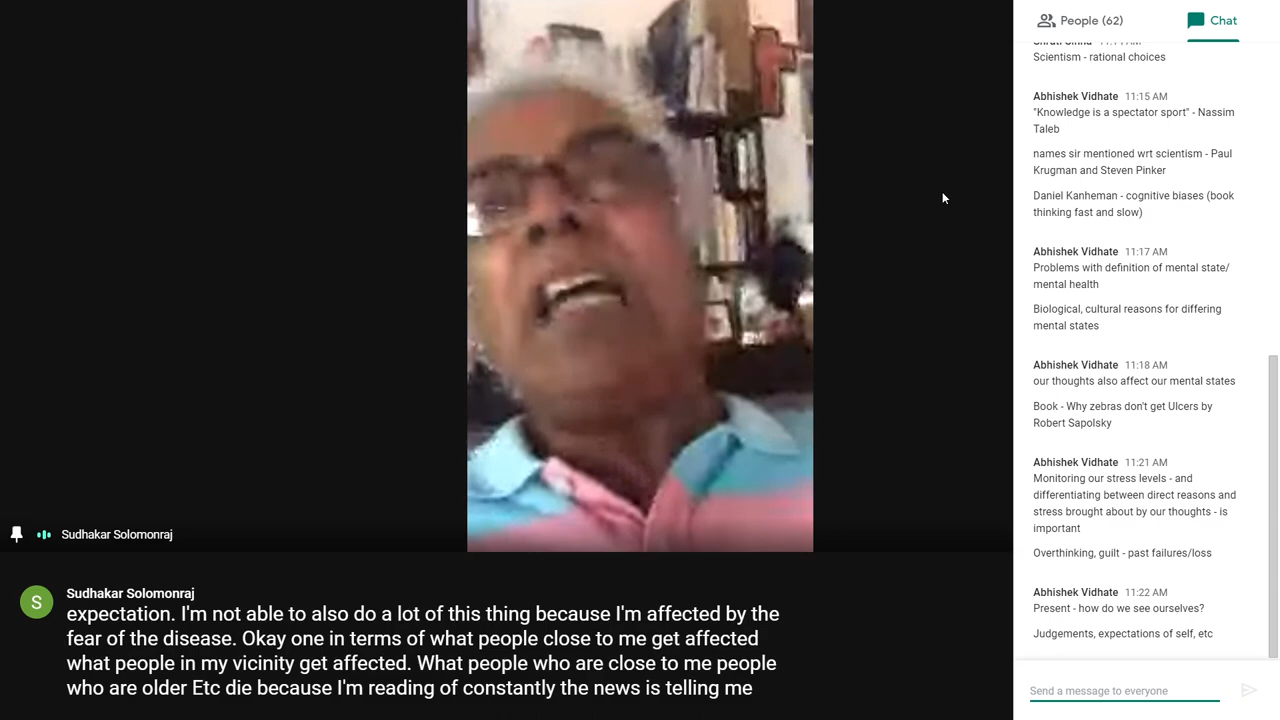 People (62)
Chat
Scientism - rational choices
Abhishek Vidhate 11:15 AM
"Knowledge is a spectator sport" - Nassim
Taleb
names sir mentioned wrt scientism - Paul
Krugman and Steven Pinker
Daniel Kanheman - cognitive biases (book
thinking fast and slow)
Abhishek Vidhate 11:17 AM
Problems with definition of mental state/
mental health
Biological, cultural reasons for differing
mental states
Abhishek Vidhate 11:18 AM
our thoughts also affect our mental states
Book - Why zebras don't get Ulcers by
Robert Sapolsky
Abhishek Vidhate 11:21 AM
Monitoring our stress levels - and
differentiating between direct reasons and
stress brought about by our thoughts - is
important
Overthinking, guilt - past failures/loss
Abhishek Vidhate 11:22 AM
Present - how do we see ourselves?
Judgements, expectations of self, etc
Send a message to everyone
Sudhakar Solomonraj
S
Sudhakar Solomonraj
expectation. I'm not able to also do a lot of this thing because I'm affected by the
fear of the disease. Okay one in terms of what people close to me get affected
what people in my vicinity get affected. What people who are close to me people
who are older Etc die because I'm reading of constantly the news is telling me